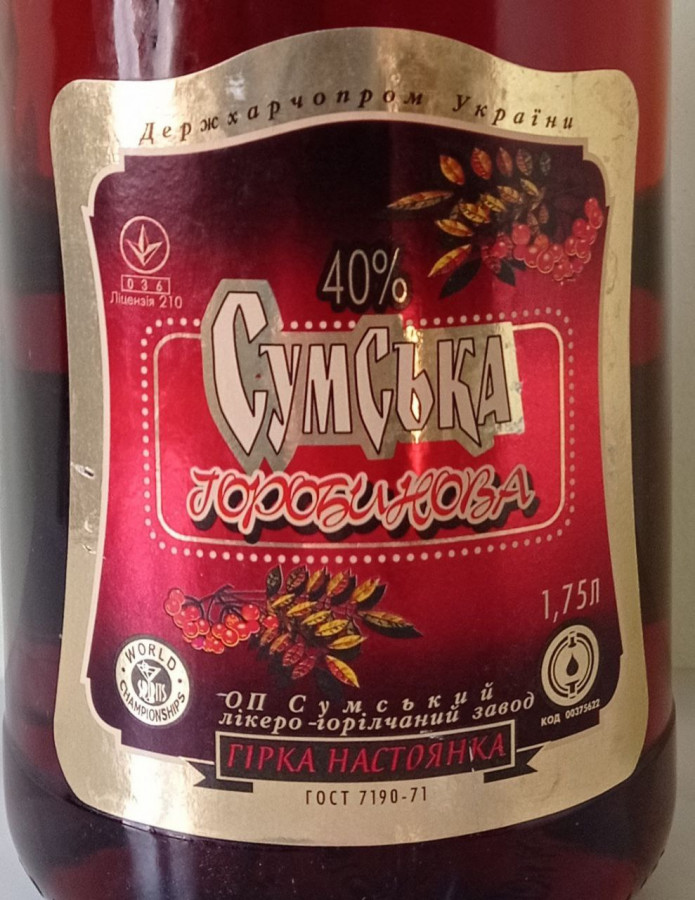 Держхарчопром України
40%
036
Ліцензія 210
Сумська
ГОРОБИНОВА
1,75Л
WORLD
SPIRITS
CHAMPIONSHIPS
ОП Сумський
лікеро-горілчаний завод
КОД 00375622
ГІРКА НАСТОЯНКА
ГОСТ 7190-71